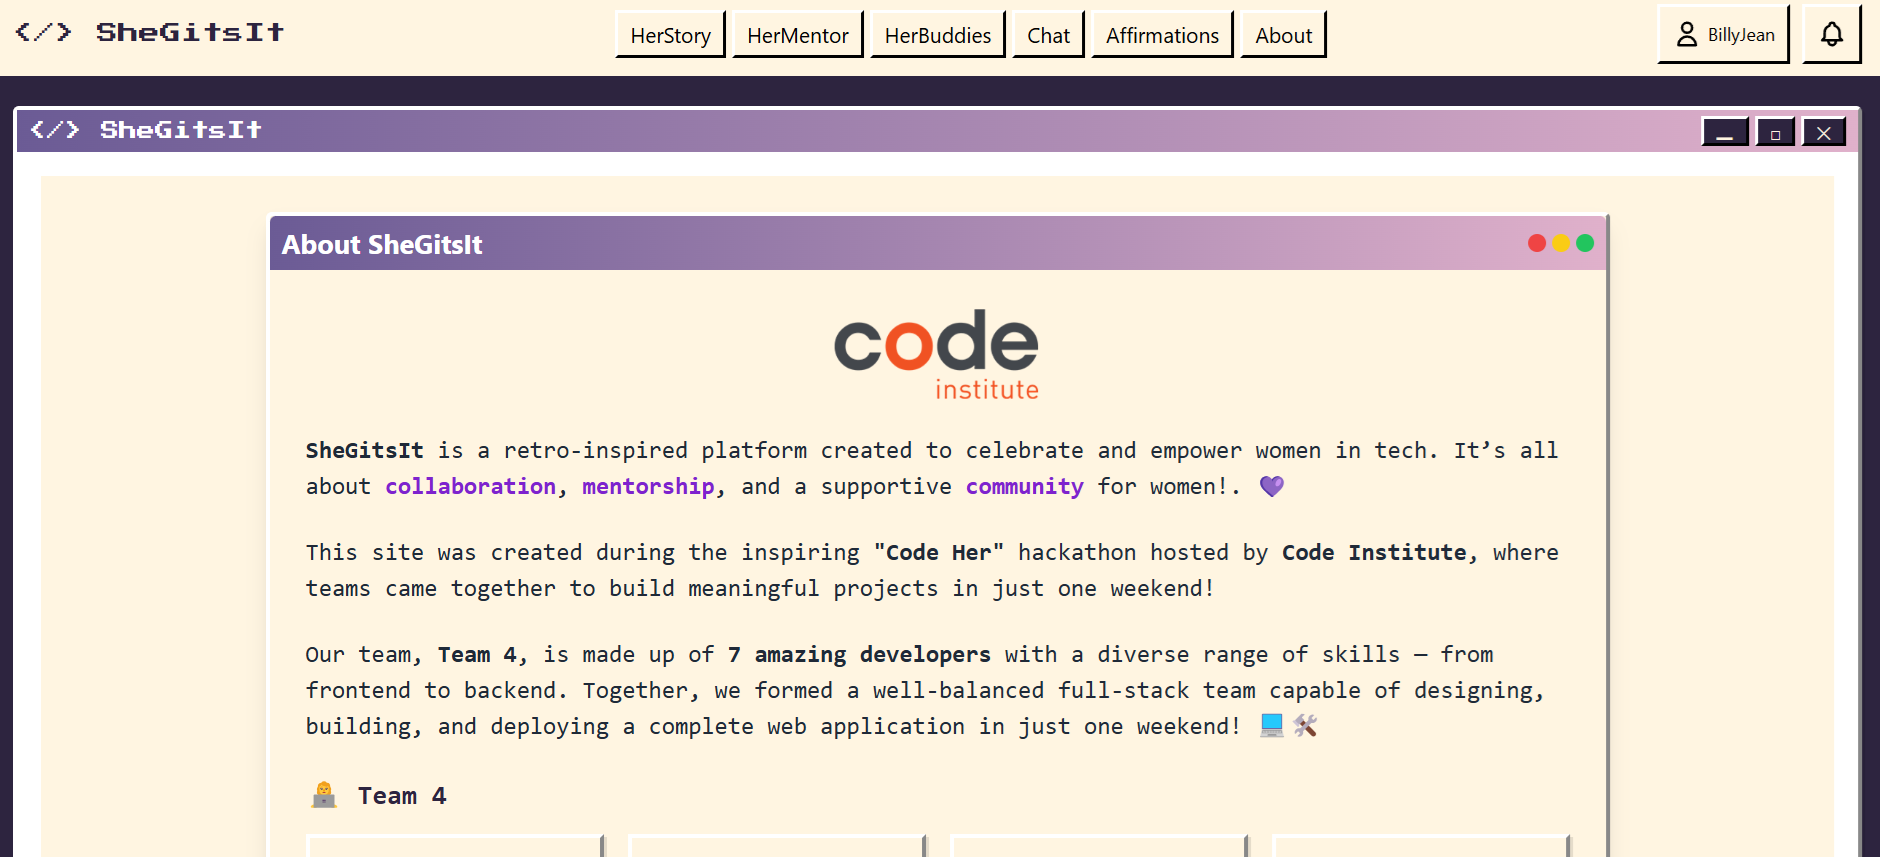 </> SheGitsIt
HerStory HerMentor HerBuddies Chat Affirmations About
BillyJean
</> SheGitsIt
About SheGitsIt
code
institute
SheGitsIt is a retro-inspired platform created to celebrate and empower women in tech. It’s all
about collaboration, mentorship, and a supportive community for women!. 💜
This site was created during the inspiring "Code Her" hackathon hosted by Code Institute, where
teams came together to build meaningful projects in just one weekend!
Our team, Team 4, is made up of 7 amazing developers with a diverse range of skills — from
frontend to backend. Together, we formed a well-balanced full-stack team capable of designing,
building, and deploying a complete web application in just one weekend! 💻 🛠️
👩‍💻 Team 4